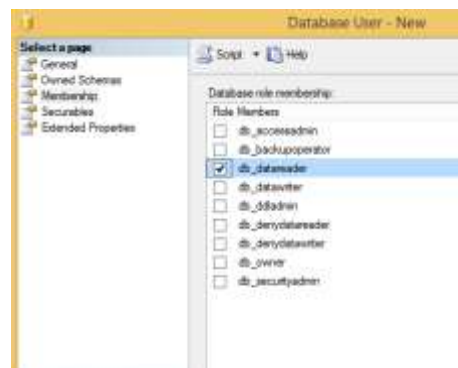 Database User - New
Select a page
General
Owned Schemas
Membership
Securables
Extended Properties
Script
Help
Database role membership:
Role Members
db_accessadmin
db_backupoperator
db_datareader
db_datawriter
db_ddladmin
db_denydatareader
db_denydatawriter
db_owner
db_securityadmin